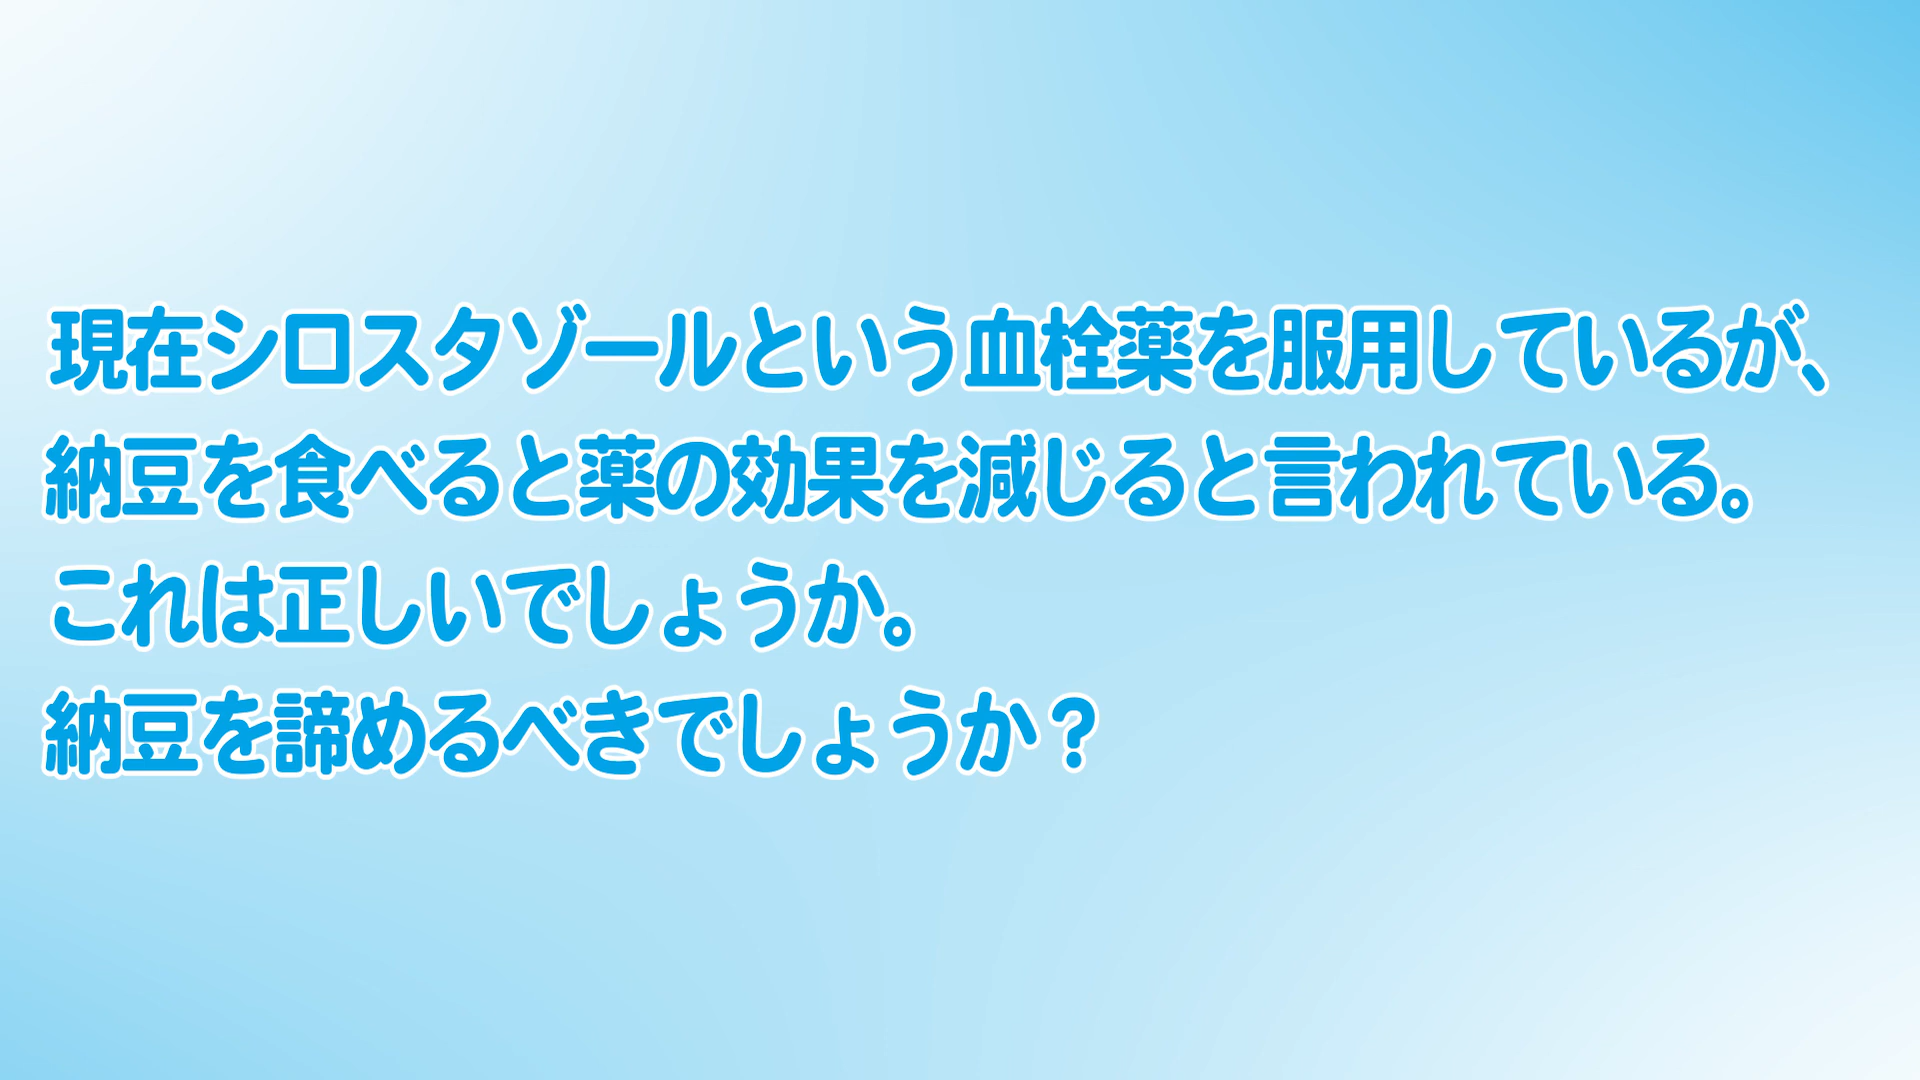 現在シロスタゾールという血栓薬を服用しているが、
納豆を食べると薬の効果を減じると言われている。
これは正しいでしょうか。
納豆を諦めるべきでしょうか？